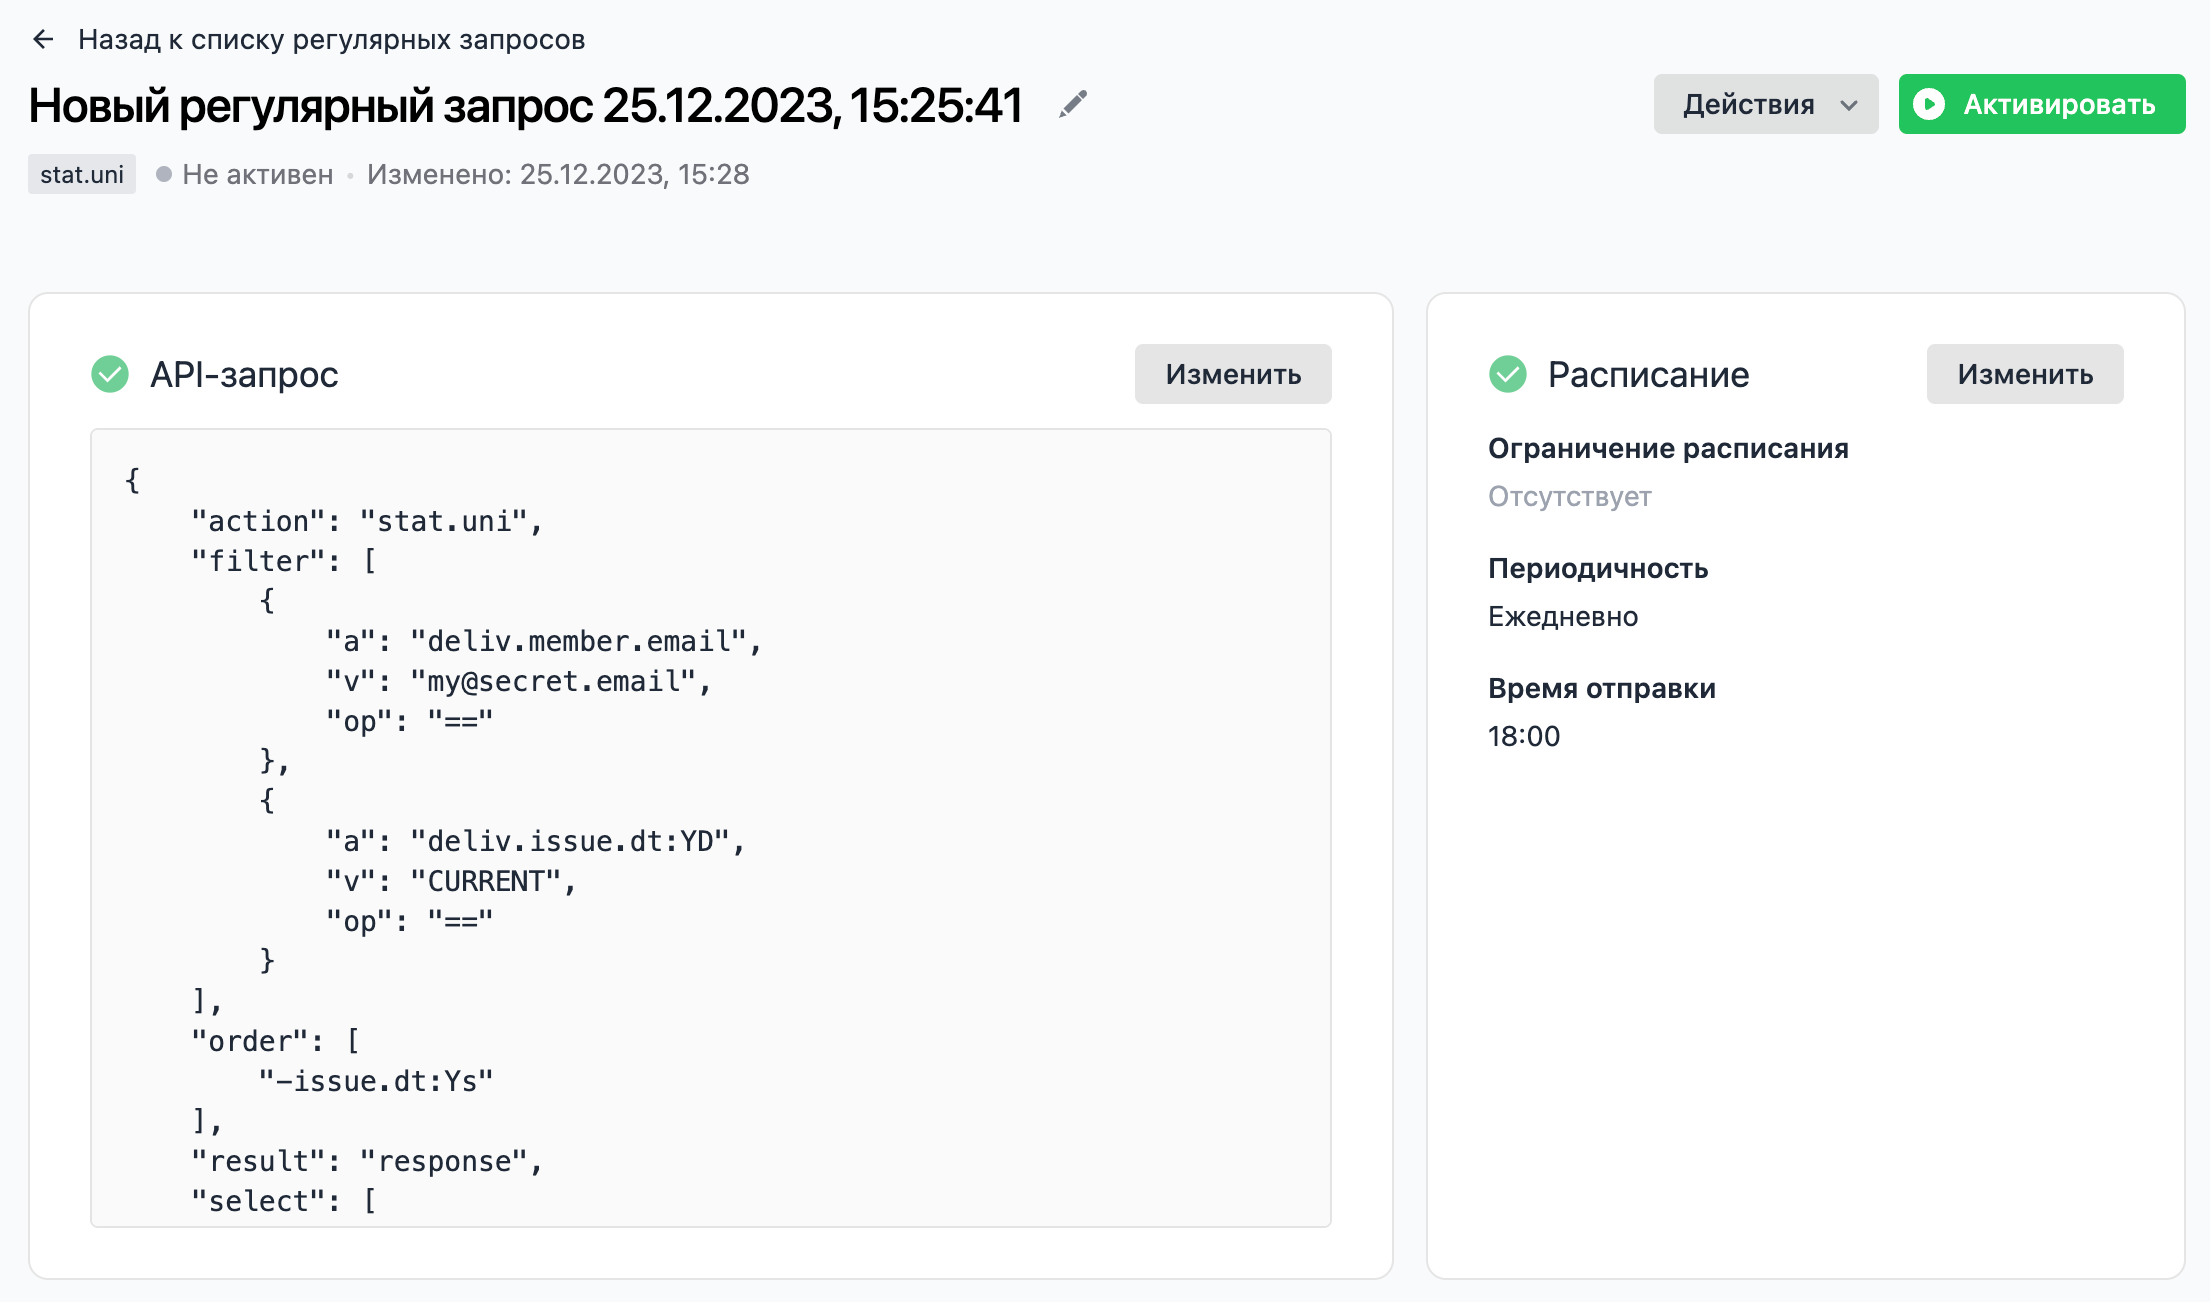 Назад к списку регулярных запросов
Новый регулярный запрос 25.12.2023, 15:25:41
Действия
Активировать
stat.uni
Не активен • Изменено: 25.12.2023, 15:28
API-запрос
Изменить
{
    "action": "stat.uni",
    "filter": [
        {
            "a": "deliv.member.email",
            "v": "my@secret.email",
            "op": "=="
        },
        {
            "a": "deliv.issue.dt:YD",
            "v": "CURRENT",
            "op": "=="
        }
    ],
    "order": [
        "-issue.dt:Ys"
    ],
    "result": "response",
    "select": [
Расписание
Изменить
Ограничение расписания
Отсутствует
Периодичность
Ежедневно
Время отправки
18:00